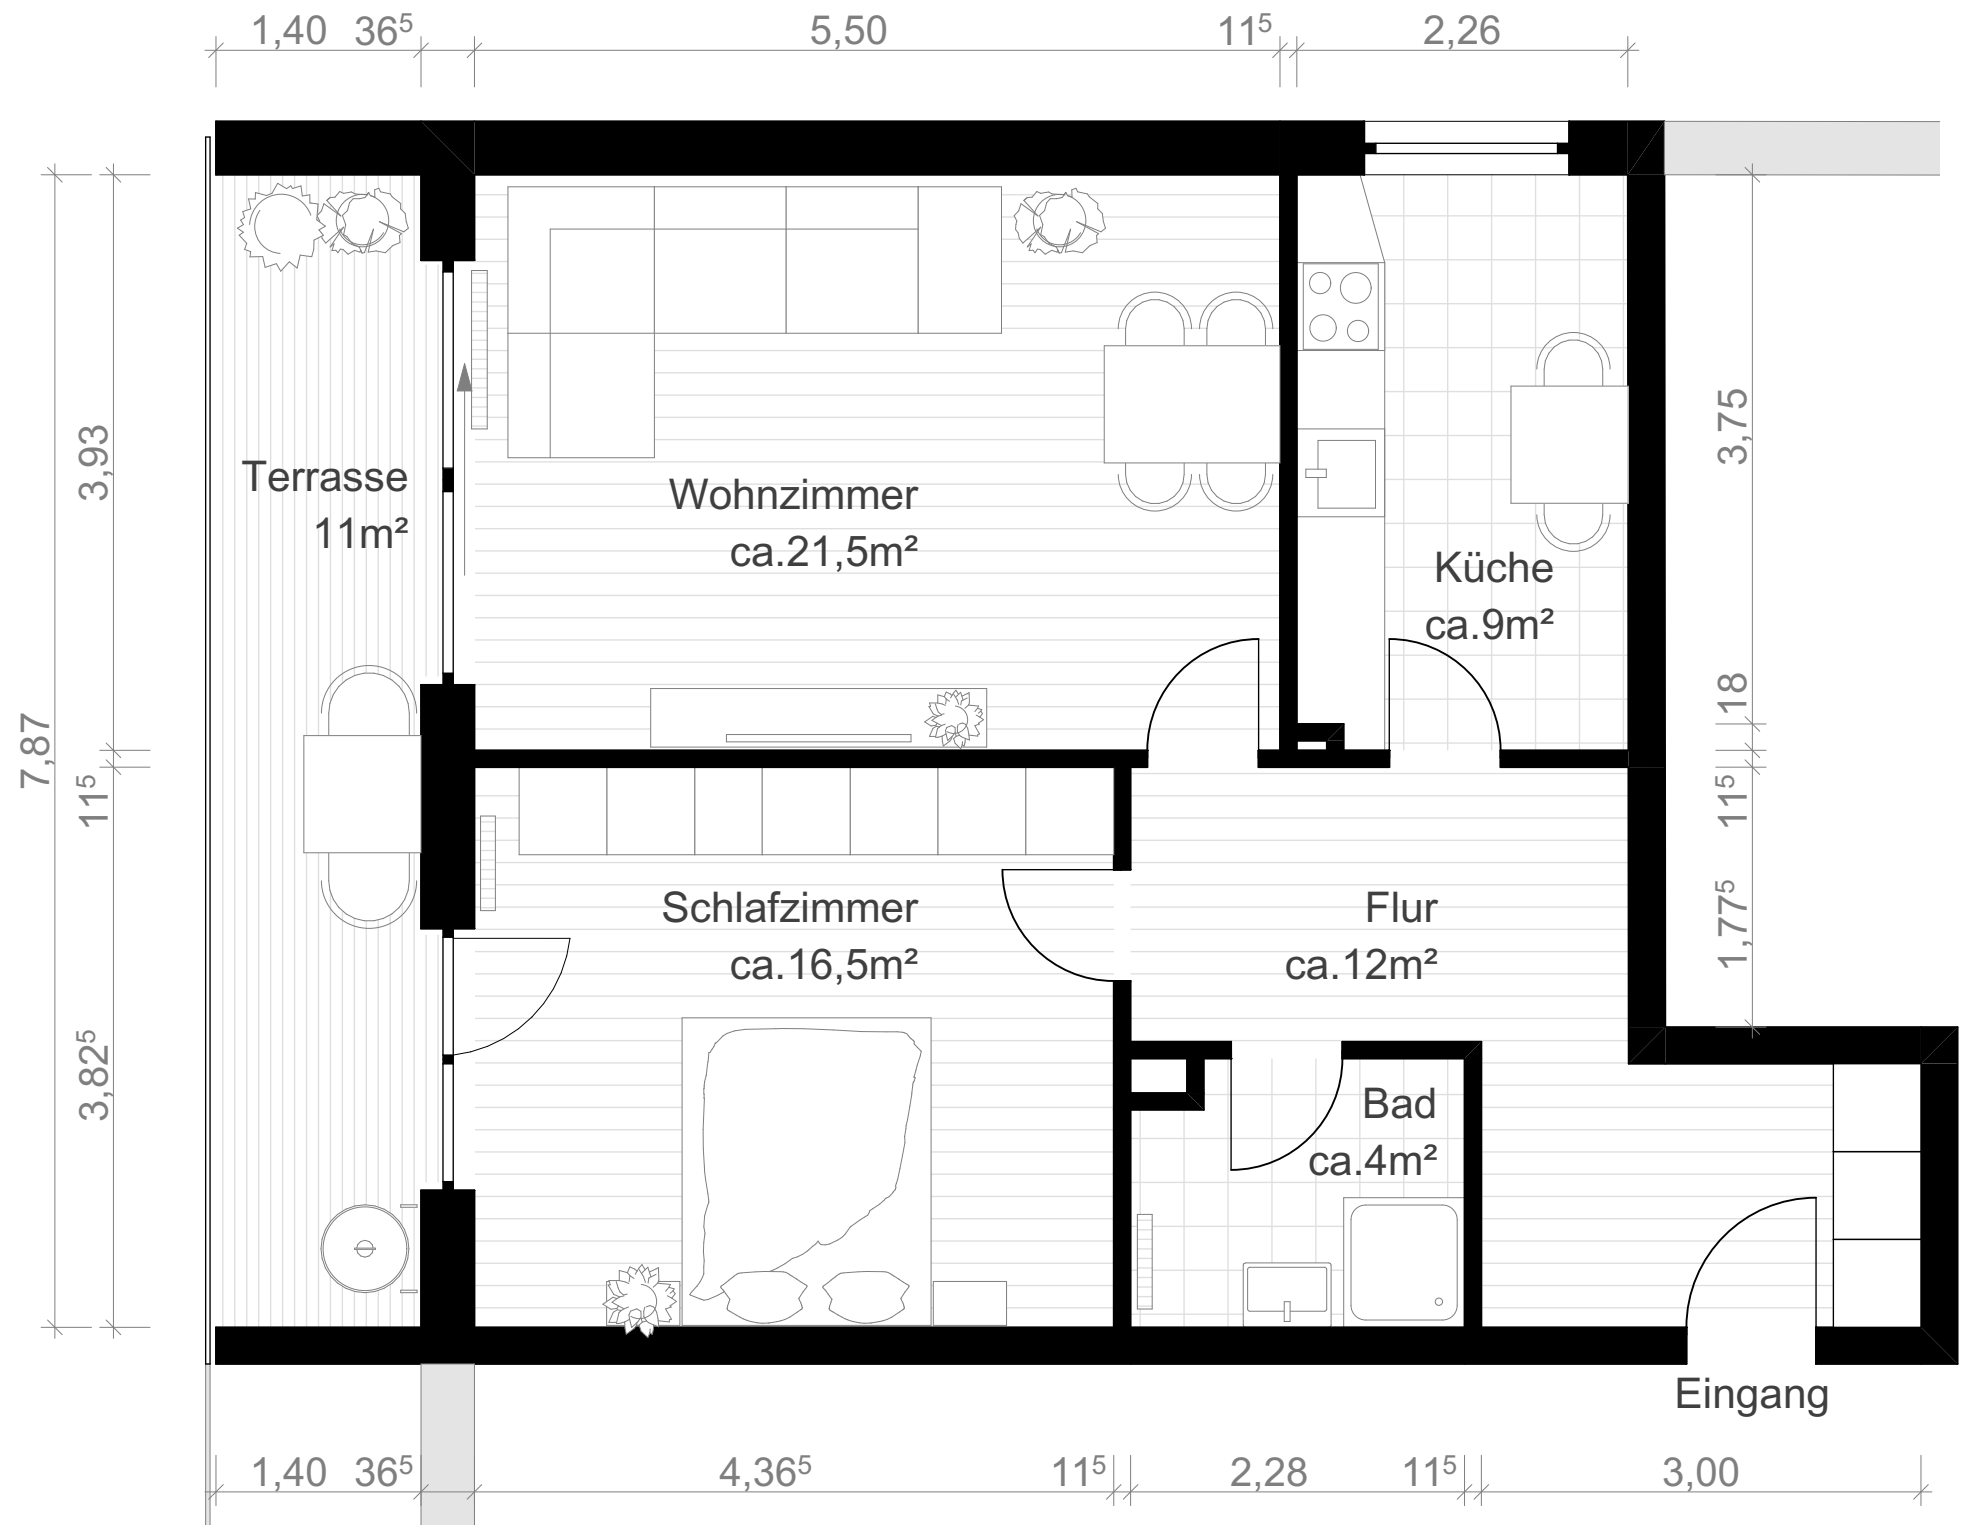 1,40 36⁵ 5,50 11⁵ 2,26
7,87
3,93
11⁵
3,82⁵
Terrasse
11m²
Wohnzimmer
ca.21,5m²
Küche
ca.9m²
3,75
18
11⁵
1,77⁵
Schlafzimmer
ca.16,5m²
Flur
ca.12m²
Bad
ca.4m²
Eingang
1,40 36⁵ 4,36⁵ 11⁵ 2,28 11⁵ 3,00